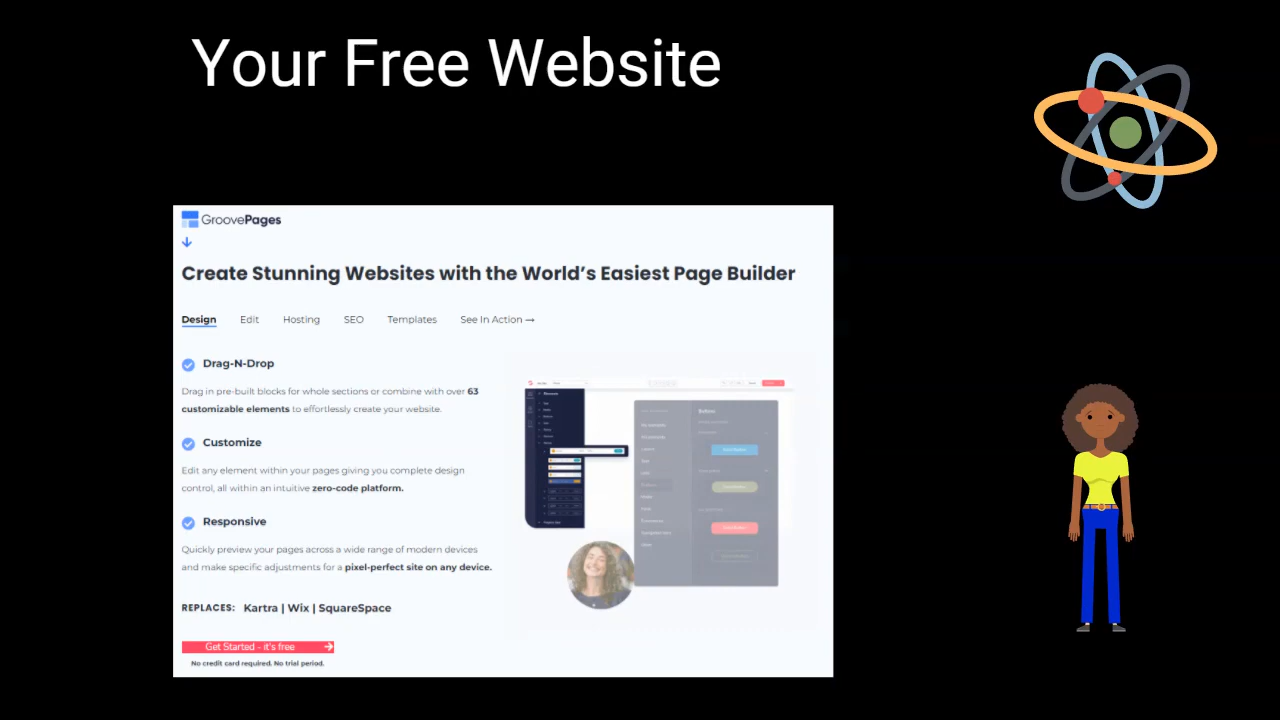 Your Free Website
GroovePages
Create Stunning Websites with the World's Easiest Page Builder
Design Edit Hosting SEO Templates See In Action →
Drag-N-Drop
Drag in pre-built blocks for whole sections or combine with over 63
customizable elements to effortlessly create your website.
Customize
Edit any element within your pages giving you complete design
control, all within an intuitive zero-code platform.
Responsive
Quickly preview your pages across a wide range of modern devices
and make specific adjustments for a pixel-perfect site on any device.
REPLACES: Kartra | Wix | SquareSpace
Get Started - it's free →
No credit card required. No trial period.
Buttons